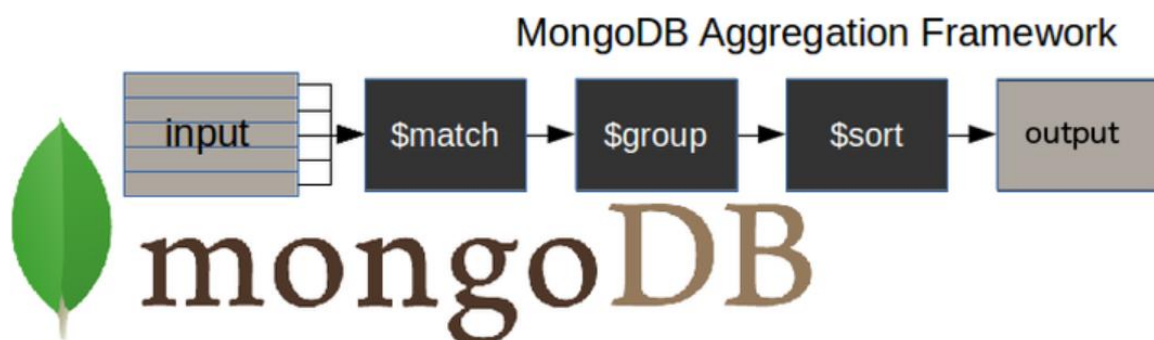 MongoDB Aggregation Framework
input $match $group $sort output
mongoDB